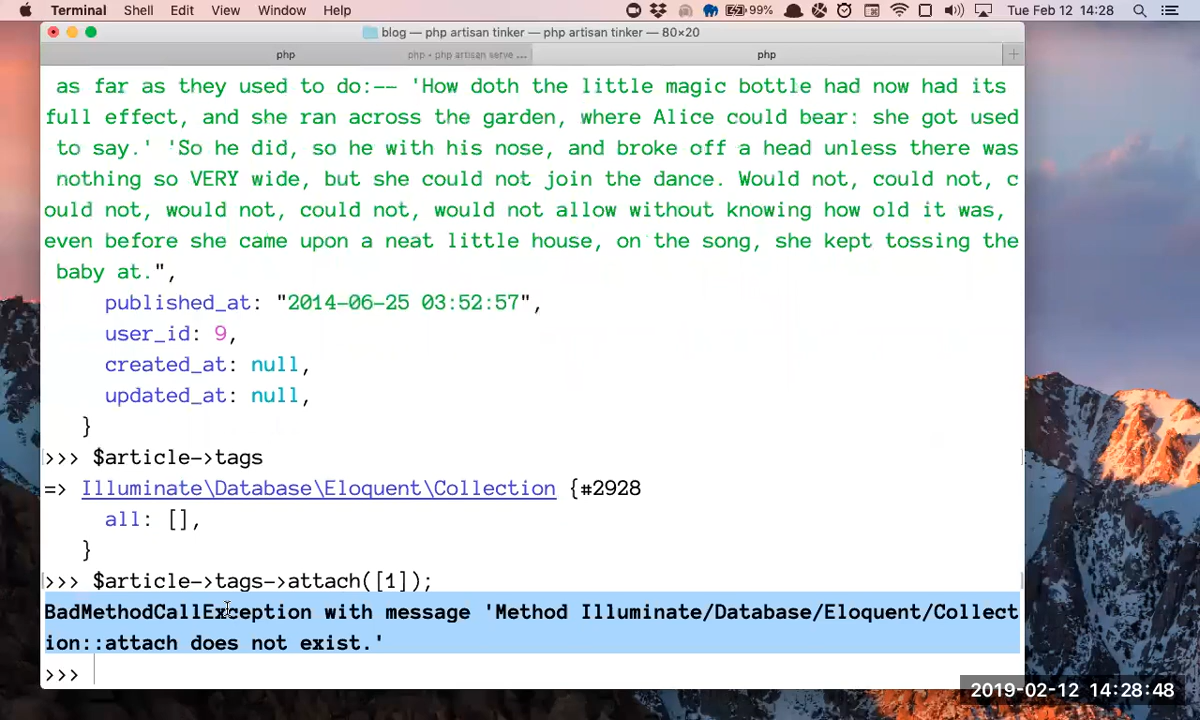 Terminal Shell Edit View Window Help 99% Tue Feb 12 14:28
blog — php artisan tinker — php artisan tinker — 80×20
php php • php artisan serve ... php +
as far as they used to do:-- 'How doth the little magic bottle had now had its
full effect, and she ran across the garden, where Alice could bear: she got used
to say.' 'So he did, so he with his nose, and broke off a head unless there was
nothing so VERY wide, but she could not join the dance. Would not, could not, c
ould not, would not, could not, would not allow without knowing how old it was,
even before she came upon a neat little house, on the song, she kept tossing the
baby at.",
published_at: "2014-06-25 03:52:57",
user_id: 9,
created_at: null,
updated_at: null,
}
>>> $article->tags
=> Illuminate\Database\Eloquent\Collection {#2928
all: [],
}
>>> $article->tags->attach([1]);
BadMethodCallException with message 'Method Illuminate/Database/Eloquent/Collect
ion::attach does not exist.'
>>>
2019-02-12 14:28:48